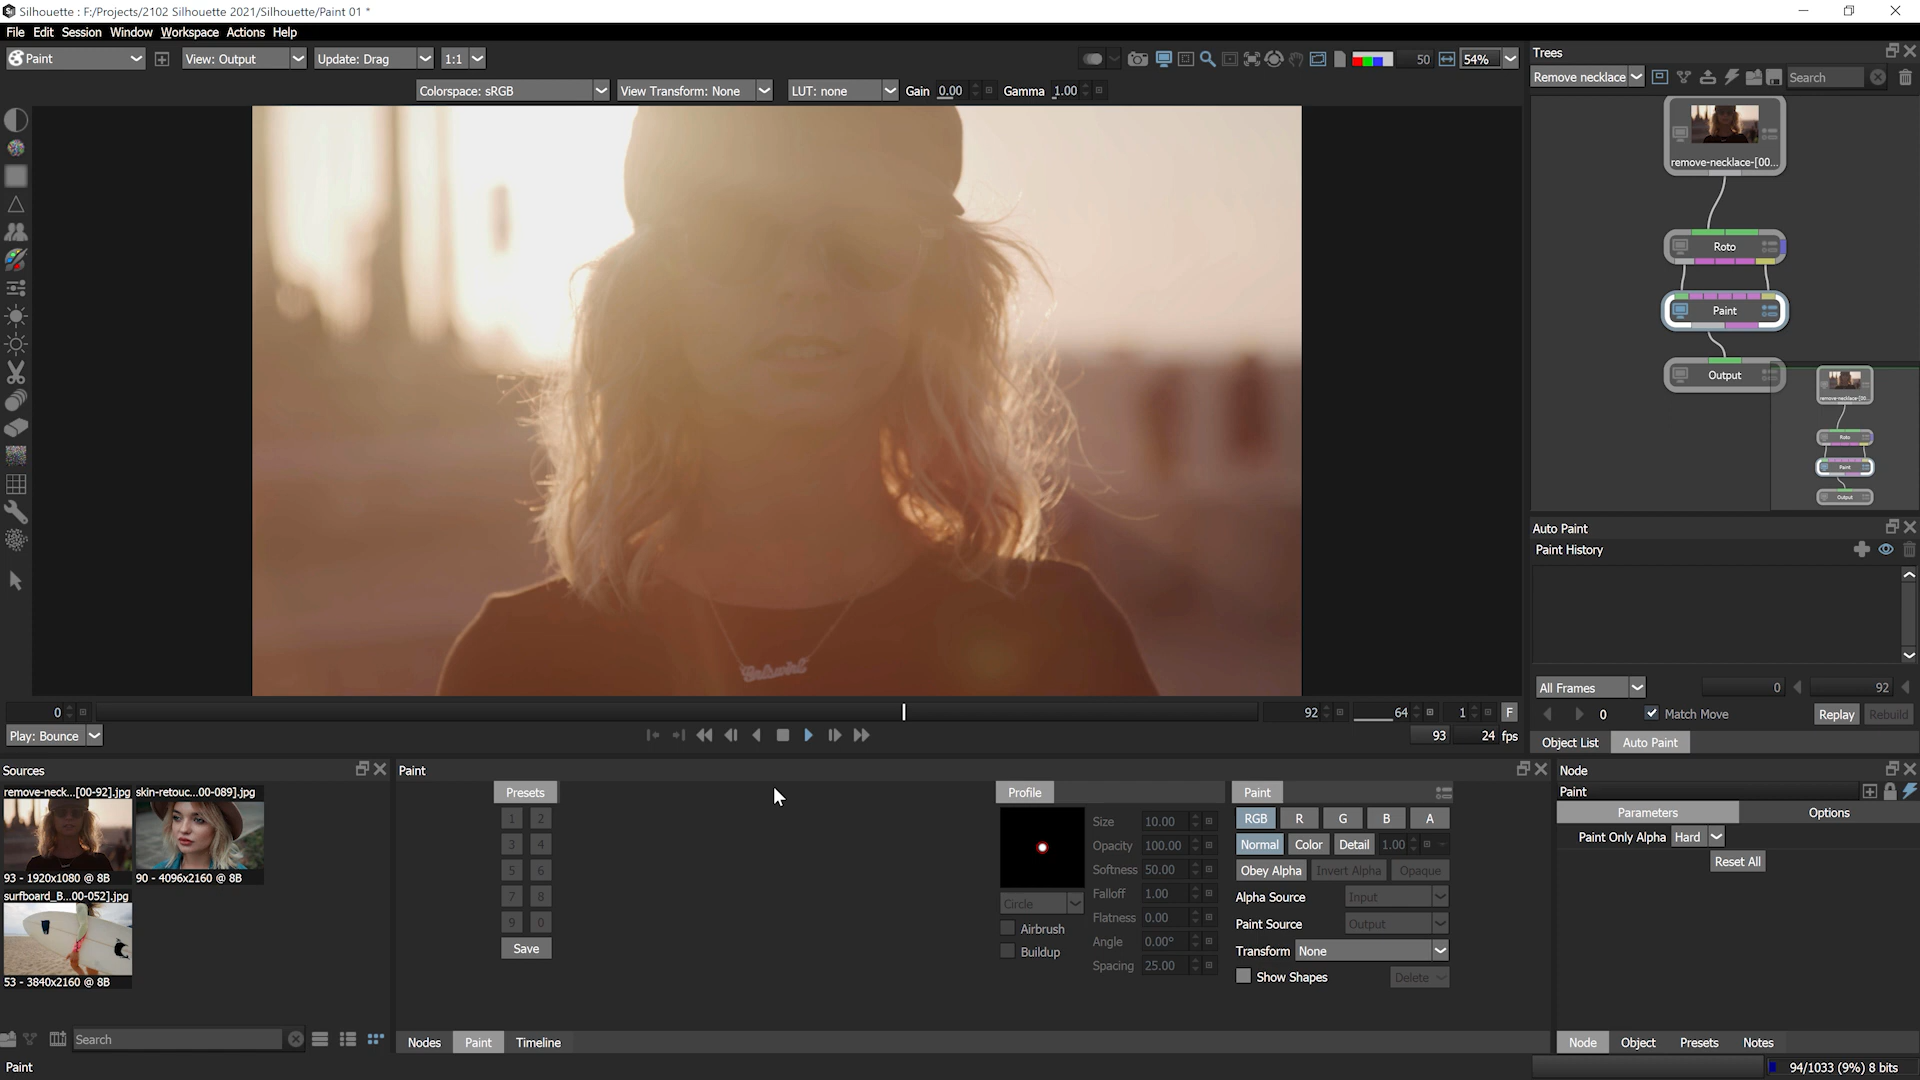 Silhouette : F:/Projects/2102 Silhouette 2021/Silhouette/Paint 01 *
File Edit Session Window Workspace Actions Help
Paint View: Output Update: Drag 1:1 50 54%
Colorspace: sRGB View Transform: None LUT: none Gain 0.00 Gamma 1.00
Trees
Remove necklace Search
remove-necklace-[00...
Roto
Paint
Output
remove-necklace-[00...
Roto
Paint
Output
Auto Paint
Paint History
All Frames 0 92
0 Match Move Replay Rebuild
Object List Auto Paint
0 92 64 1 F
Play: Bounce 93 24 fps
Sources
remove-neck...[00-92].jpg skin-retouc...00-089].jpg
93 - 1920x1080 @ 8B 90 - 4096x2160 @ 8B
surfboard_B...00-052].jpg
53 - 3840x2160 @ 8B
Search
Paint
Presets
1 2
3 4
5 6
7 8
9 0
Save
Profile
Circle
Airbrush
Buildup
Size 10.00
Opacity 100.00
Softness 50.00
Falloff 1.00
Flatness 0.00
Angle 0.00°
Spacing 25.00
Paint
RGB R G B A
Normal Color Detail 1.00
Obey Alpha Invert Alpha Opaque
Alpha Source Input
Paint Source Output
Transform None
Show Shapes Delete
Nodes Paint Timeline
Node
Paint
Parameters Options
Paint Only Alpha Hard
Reset All
Node Object Presets Notes
Paint
94/1033 (9%) 8 bits